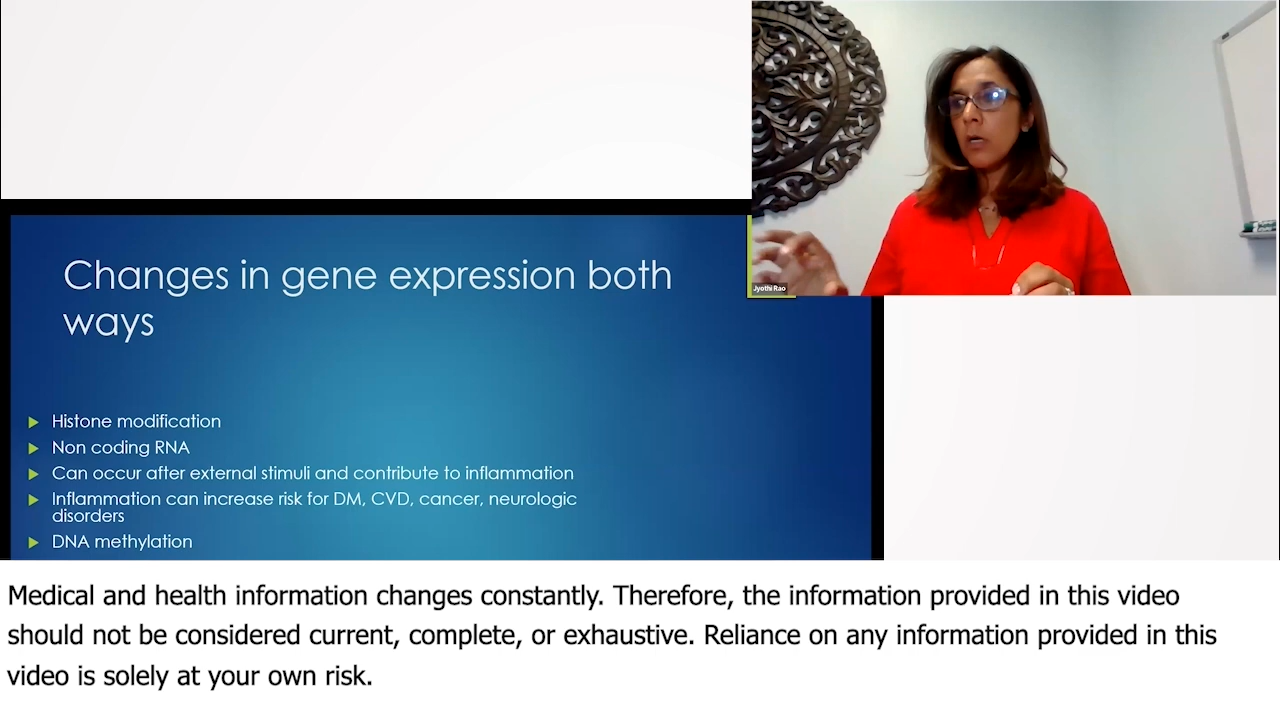 Changes in gene expression both
ways
Histone modification
Non coding RNA
Can occur after external stimuli and contribute to inflammation
Inflammation can increase risk for DM, CVD, cancer, neurologic
disorders
DNA methylation
Jyothi Rao
Medical and health information changes constantly. Therefore, the information provided in this video
should not be considered current, complete, or exhaustive. Reliance on any information provided in this
video is solely at your own risk.